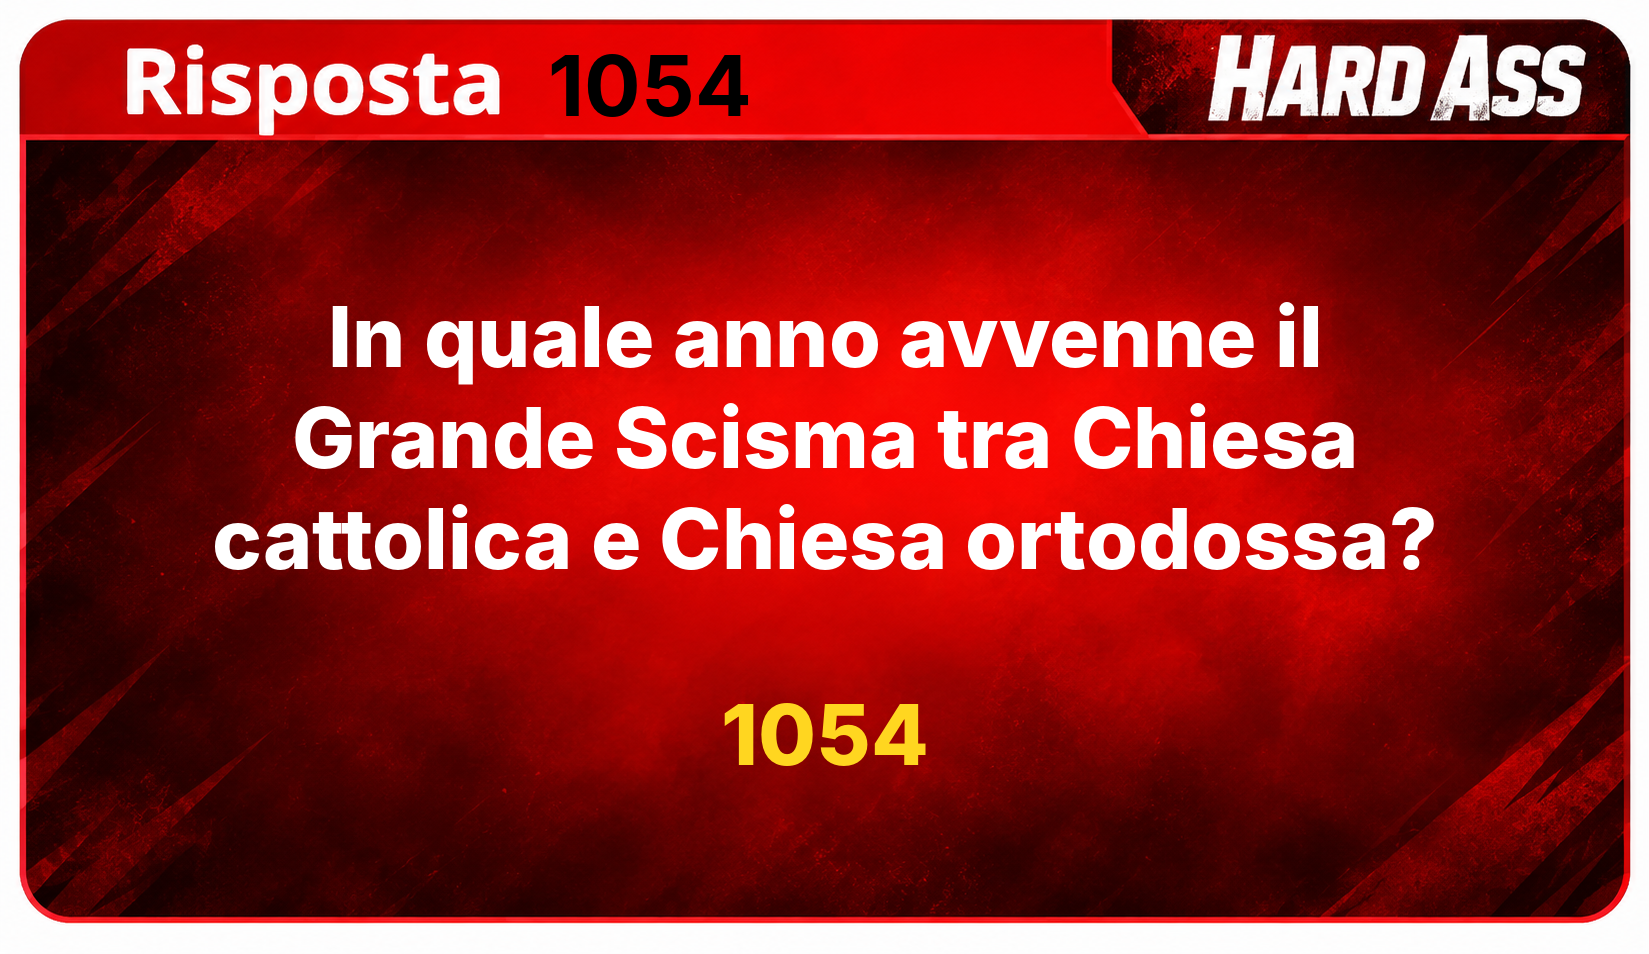 Risposta 1054
HARD ASS
In quale anno avvenne il
Grande Scisma tra Chiesa
cattolica e Chiesa ortodossa?
1054